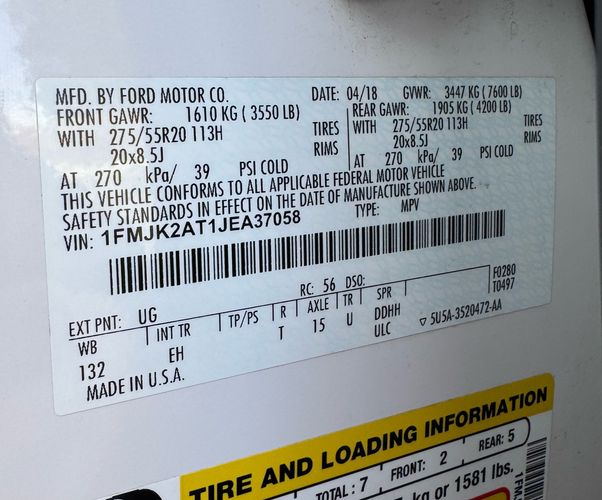 MFD. BY FORD MOTOR CO. DATE: 04/18 GVWR: 3447 KG ( 7600 LB)
FRONT GAWR: 1610 KG ( 3550 LB) REAR GAWR: 1905 KG ( 4200 LB)
WITH 275/55R20 113H TIRES WITH 275/55R20 113H TIRES
20x8.5J RIMS 20x8.5J RIMS
AT 270 kPa/ 39 PSI COLD AT 270 kPa/ 39 PSI COLD
THIS VEHICLE CONFORMS TO ALL APPLICABLE FEDERAL MOTOR VEHICLE
SAFETY STANDARDS IN EFFECT ON THE DATE OF MANUFACTURE SHOWN ABOVE.
VIN: 1FMJK2AT1JEA37058 TYPE: MPV
F0280
T0497
EXT PNT: UG RC: 56 DSO:
WB INT TR TP/PS R AXLE TR SPR
132 EH T 15 U DDHH
ULC ▽ 5U5A-3520472-AA
MADE IN U.S.A.
TIRE AND LOADING INFORMATION
TOTAL : 7 FRONT: 2 REAR: 5
kg or 1581 lbs.